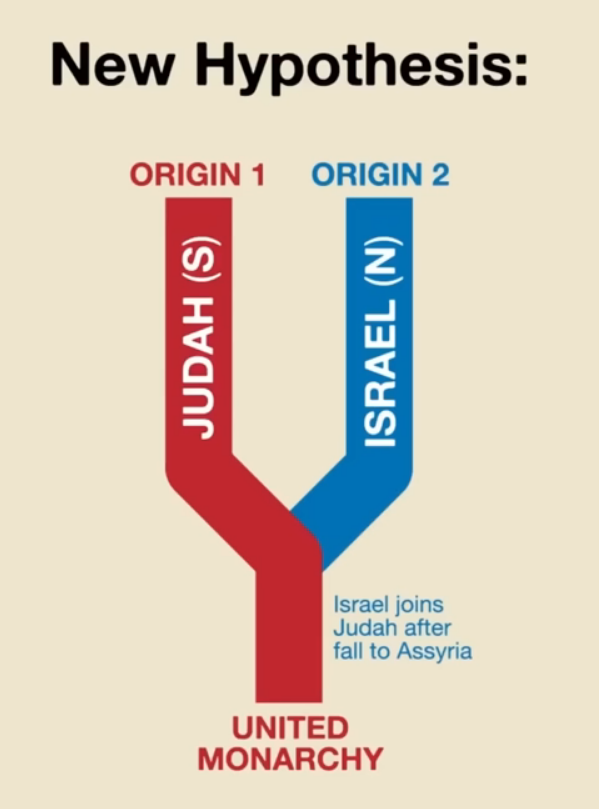 New Hypothesis:
ORIGIN 1
ORIGIN 2
JUDAH (S)
ISRAEL (N)
Israel joins
Judah after
fall to Assyria
UNITED
MONARCHY